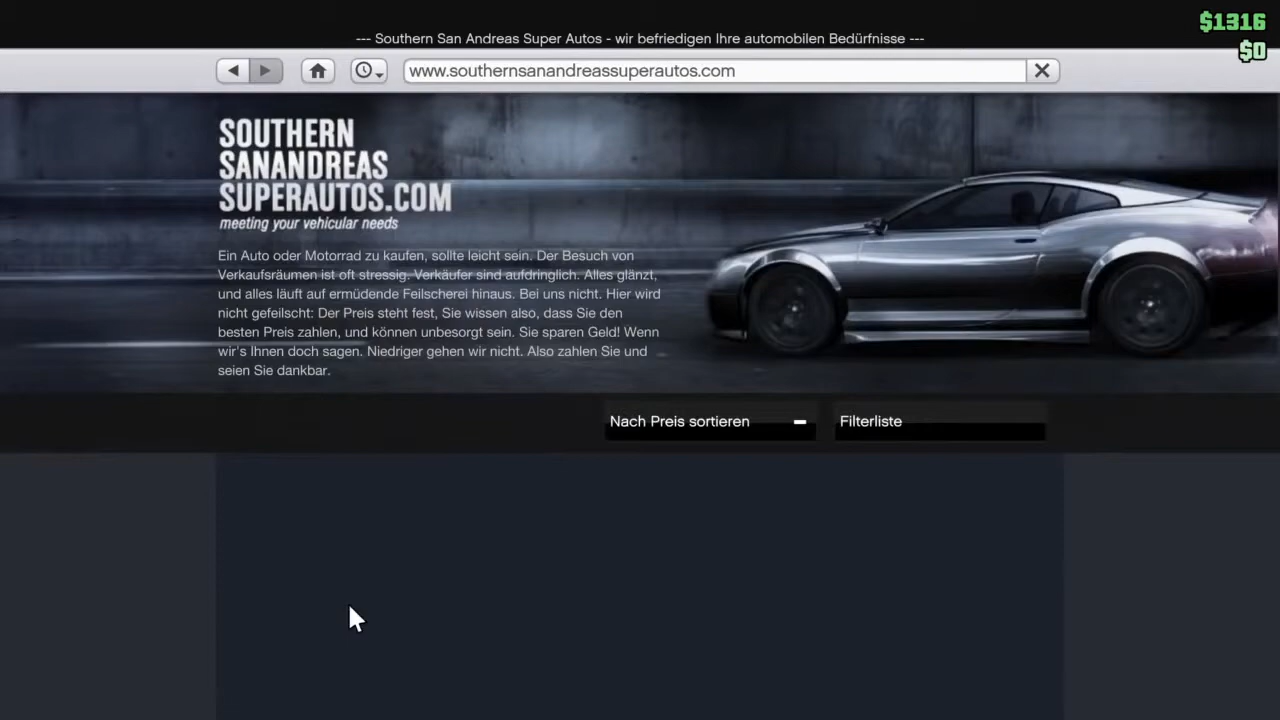 $1316
--- Southern San Andreas Super Autos - wir befriedigen Ihre automobilen Bedürfnisse ---
$0
www.southernsanandreassuperautos.com
SOUTHERN
SANANDREAS
SUPERAUTOS.COM
meeting your vehicular needs
Ein Auto oder Motorrad zu kaufen, sollte leicht sein. Der Besuch von
Verkaufsräumen ist oft stressig. Verkäufer sind aufdringlich. Alles glänzt,
und alles läuft auf ermüdende Feilscherei hinaus. Bei uns nicht. Hier wird
nicht gefeilscht: Der Preis steht fest, Sie wissen also, dass Sie den
besten Preis zahlen, und können unbesorgt sein. Sie sparen Geld! Wenn
wir's Ihnen doch sagen. Niedriger gehen wir nicht. Also zahlen Sie und
seien Sie dankbar.
Nach Preis sortieren
Filterliste